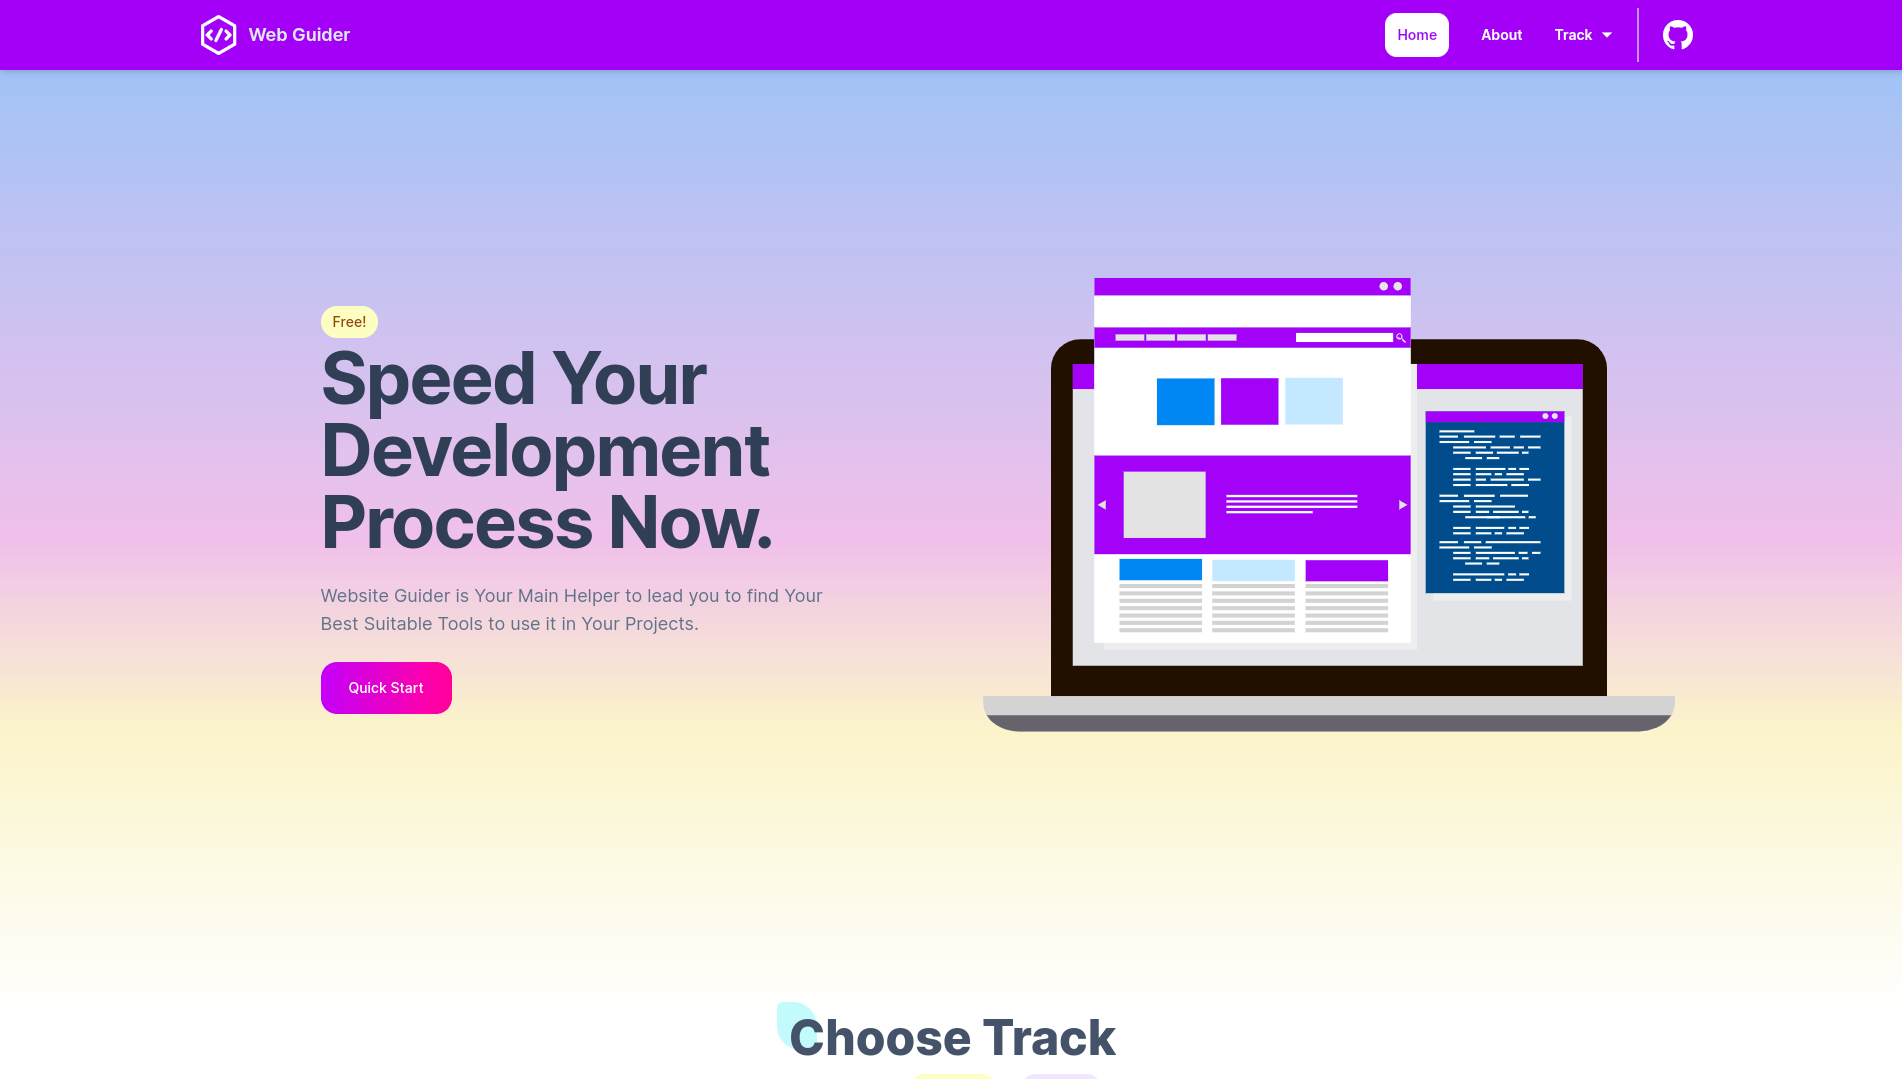 Web Guider
Home
About
Track
Free!
Speed Your
Development
Process Now.
Website Guider is Your Main Helper to lead you to find Your
Best Suitable Tools to use it in Your Projects.
Quick Start
Choose Track